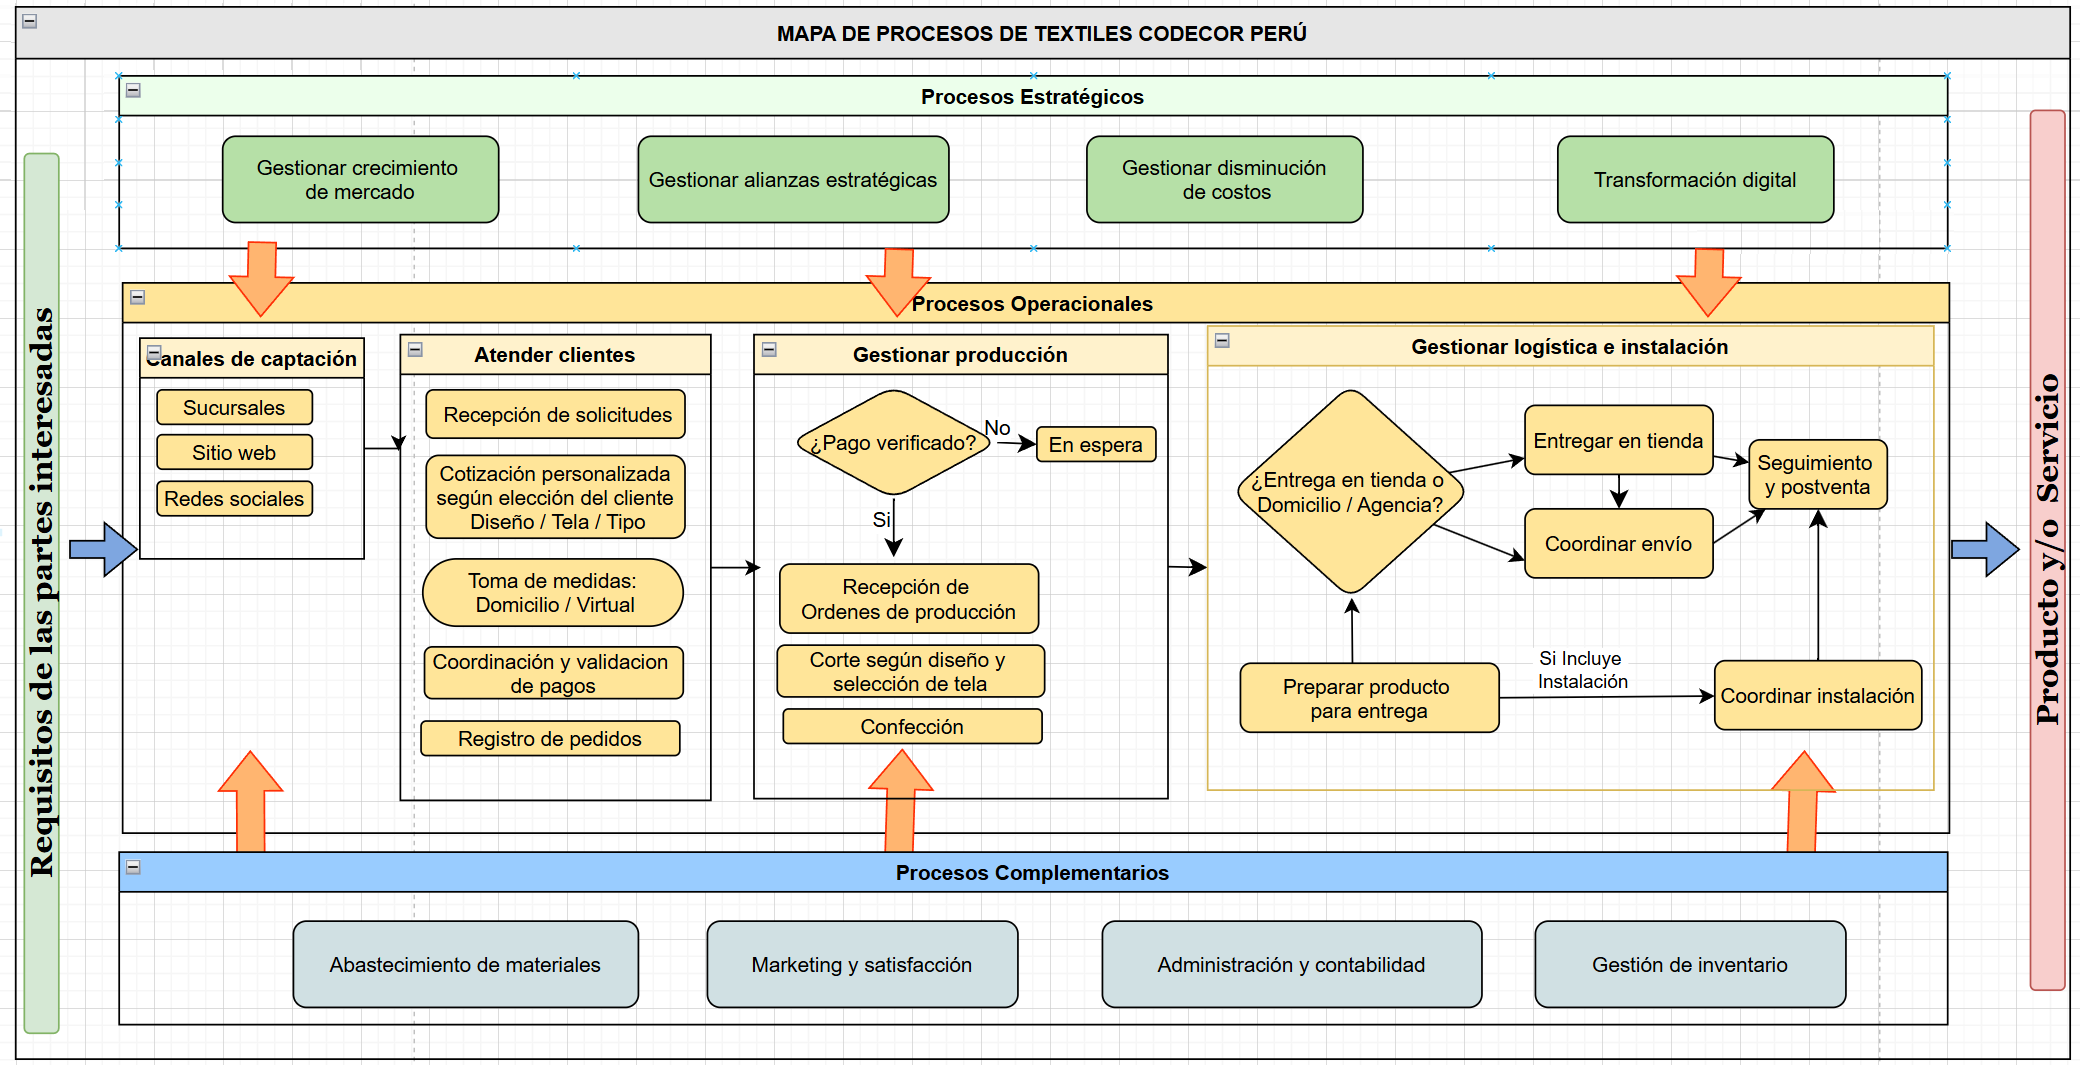 MAPA DE PROCESOS DE TEXTILES CODECOR PERÚ
Procesos Estratégicos
Gestionar crecimiento
de mercado
Gestionar alianzas estratégicas
Gestionar disminución
de costos
Transformación digital
Requisitos de las partes interesadas
Procesos Operacionales
Canales de captación
Sucursales
Sitio web
Redes sociales
Atender clientes
Recepción de solicitudes
Cotización personalizada
según elección del cliente
Diseño / Tela / Tipo
Toma de medidas:
Domicilio / Virtual
Coordinación y validacion
de pagos
Registro de pedidos
Gestionar producción
¿Pago verificado?
No
En espera
Si
Recepción de
Ordenes de producción
Corte según diseño y
selección de tela
Confección
Gestionar logística e instalación
¿Entrega en tienda o
Domicilio / Agencia?
Entregar en tienda
Coordinar envío
Seguimiento
y postventa
Preparar producto
para entrega
Si Incluye
Instalación
Coordinar instalación
Producto y/o Servicio
Procesos Complementarios
Abastecimiento de materiales
Marketing y satisfacción
Administración y contabilidad
Gestión de inventario